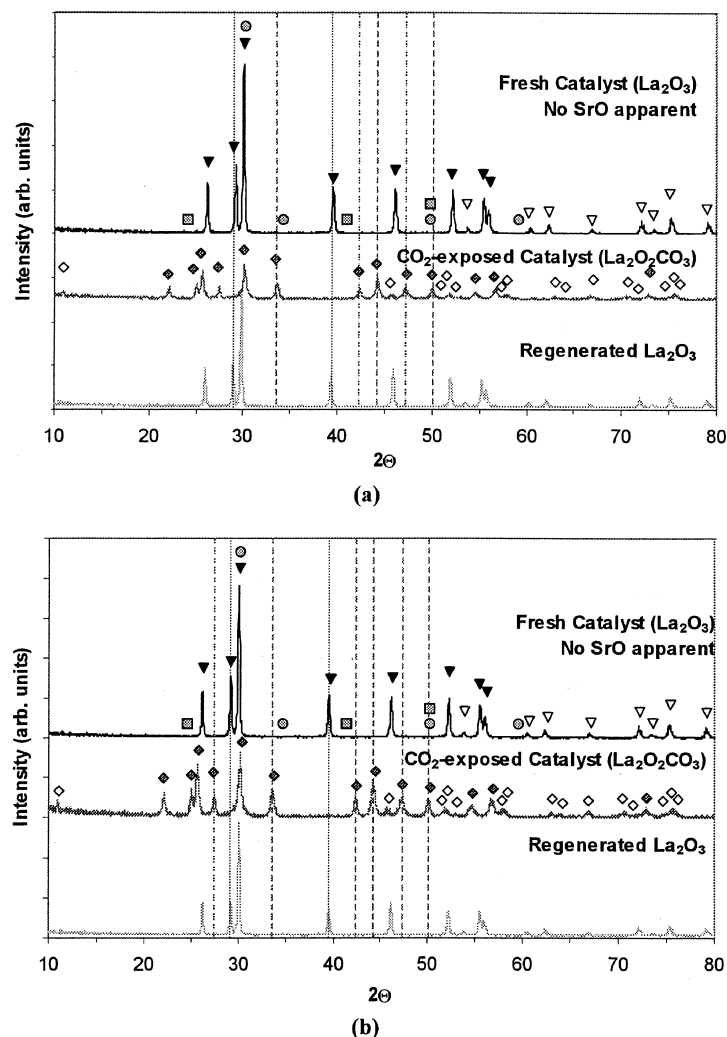 Intensity (arb. units)
Fresh Catalyst (La₂O₃)
No SrO apparent
CO₂-exposed Catalyst (La₂O₂CO₃)
Regenerated La₂O₃
10 20 30 40 50 60 70 80
2Θ
(a)
Intensity (arb. units)
Fresh Catalyst (La₂O₃)
No SrO apparent
CO₂-exposed Catalyst (La₂O₂CO₃)
Regenerated La₂O₃
10 20 30 40 50 60 70 80
2Θ
(b)